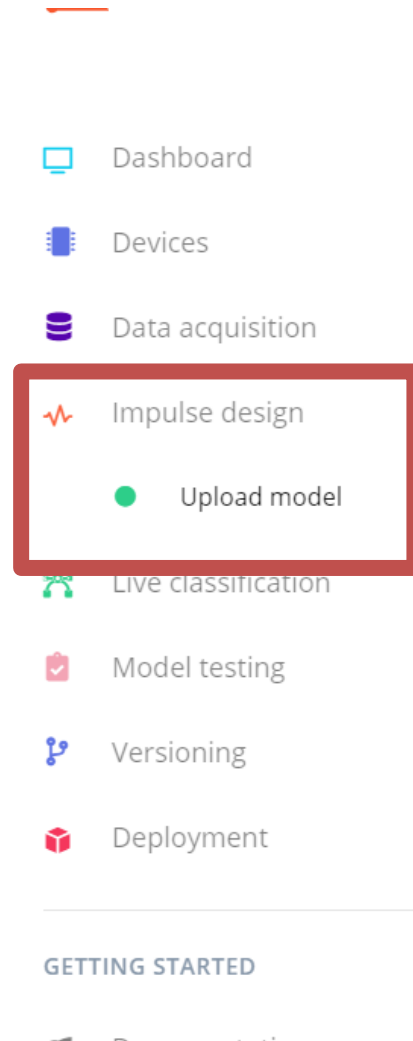 Dashboard
Devices
Data acquisition
Impulse design
Upload model
Live classification
Model testing
Versioning
Deployment
GETTING STARTED